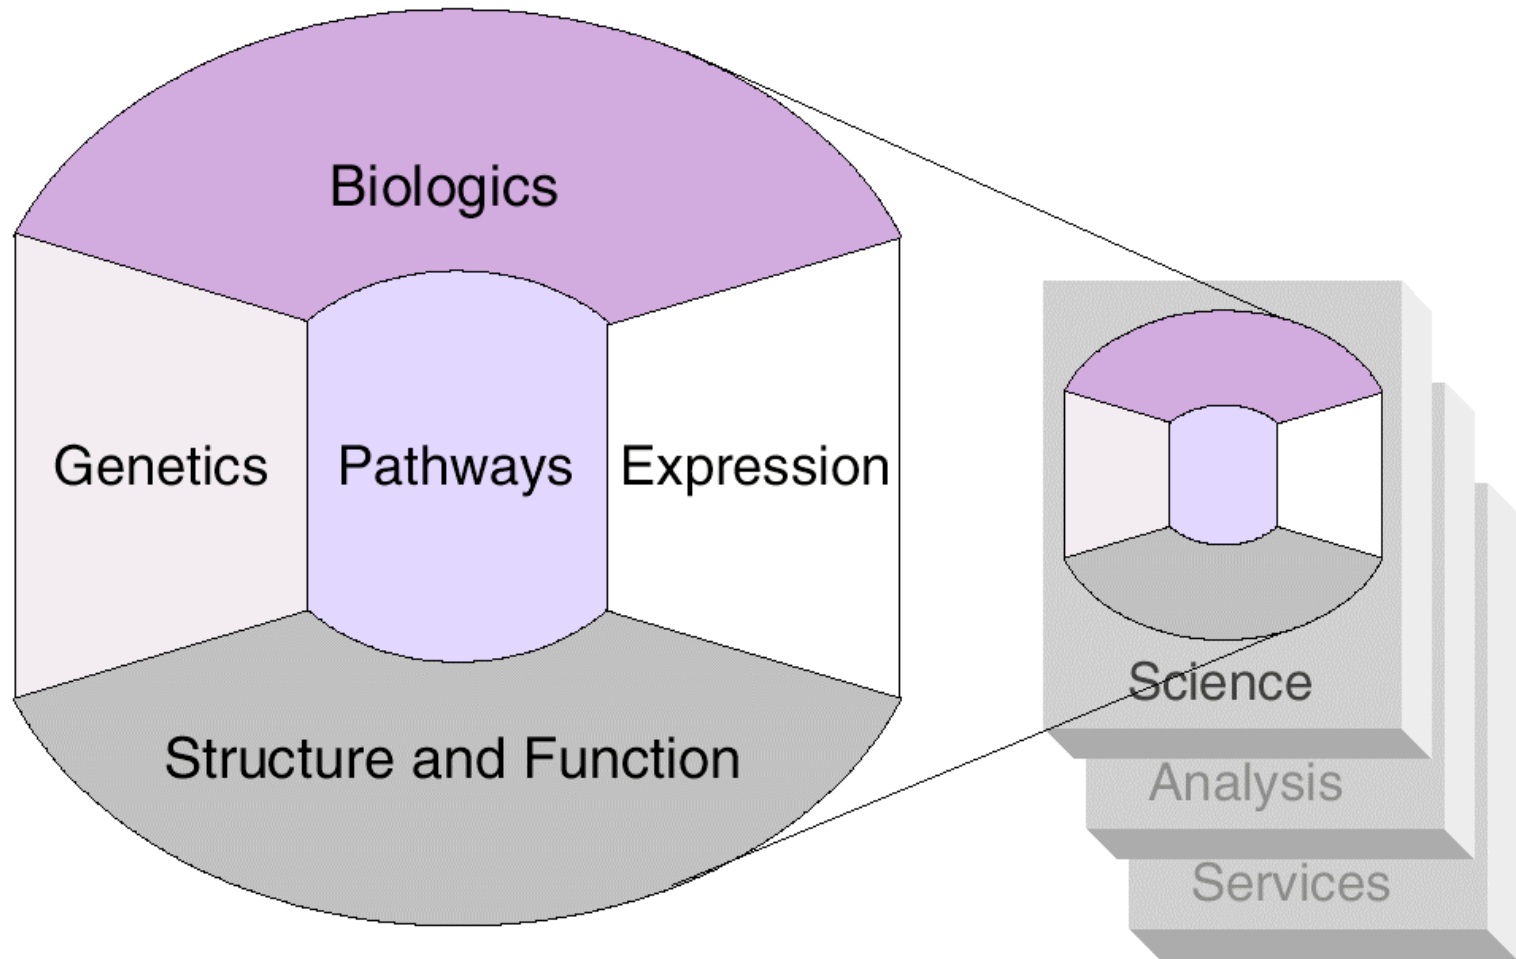 Biologics
Genetics
Pathways
Expression
Structure and Function
Science
Analysis
Services